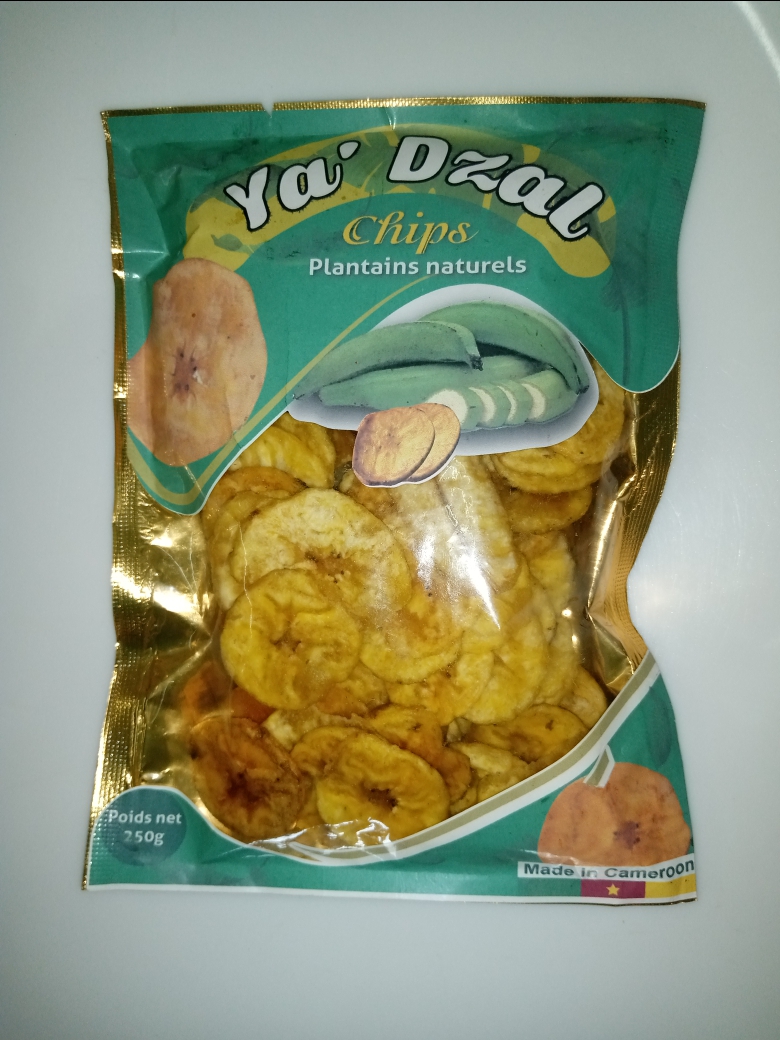 Ya' Dzal
Chips
Plantains naturels
Poids net
250g
Made in Cameroon